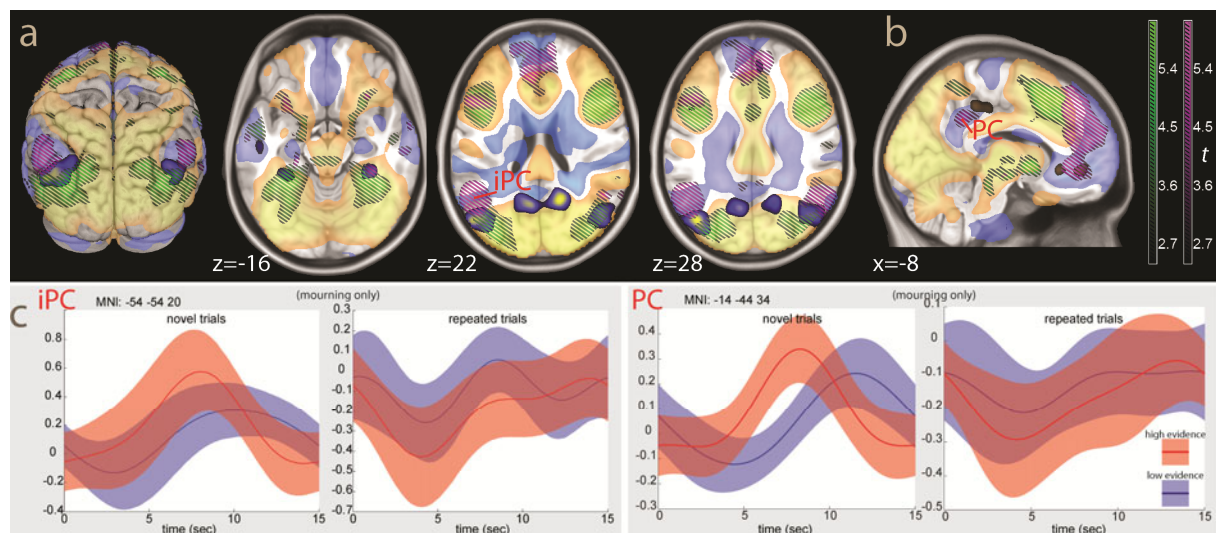 a
b
z=-16
z=22
z=28
x=-8
iPC
PC
5.4
4.5
3.6
2.7
5.4
4.5
t
3.6
2.7
c
iPC
MNI: -54 -54 20
(mourning only)
novel trials
repeated trials
0.8
0.6
0.4
0.2
0
-0.2
-0.4
0
5
10
15
time (sec)
0.3
0.2
0.1
0
-0.1
-0.2
-0.3
-0.4
-0.5
-0.6
-0.7
0
5
10
15
time (sec)
PC
MNI: -14 -44 34
(mourning only)
novel trials
repeated trials
0.4
0.3
0.2
0.1
0
-0.1
-0.2
-0.3
0
5
10
15
time (sec)
0.1
0
-0.1
-0.2
-0.3
-0.4
-0.5
0
5
10
15
time (sec)
high evidence
low evidence